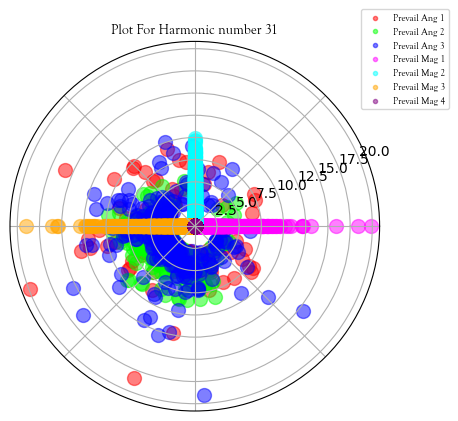 Plot For Harmonic number 31
Prevail Ang 1
Prevail Ang 2
Prevail Ang 3
Prevail Mag 1
Prevail Mag 2
Prevail Mag 3
Prevail Mag 4
20.0
17.5
15.0
12.5
10.0
7.5
5.0
2.5